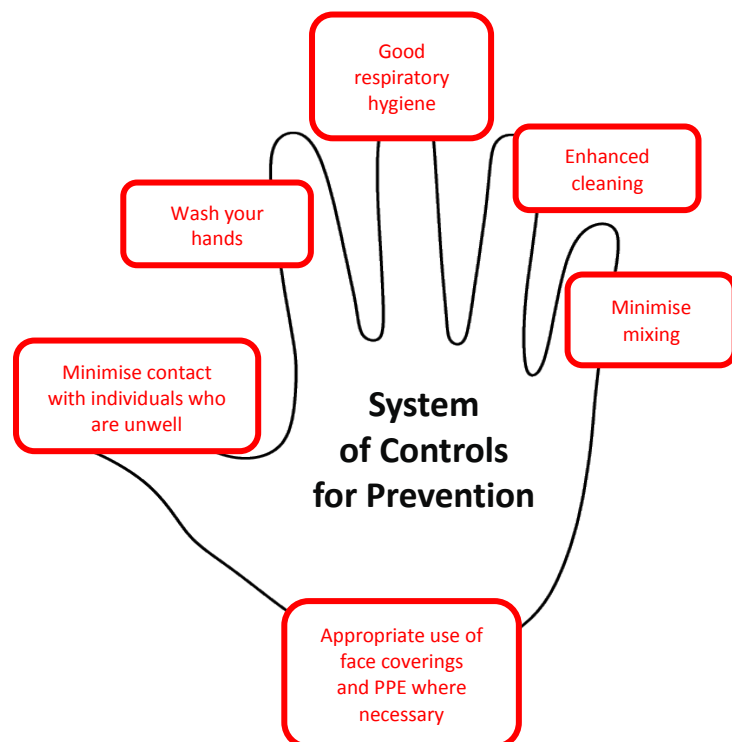 Good
respiratory
hygiene
Enhanced
cleaning
Wash your
hands
Minimise
mixing
Minimise contact
with individuals who
are unwell
System
of Controls
for Prevention
Appropriate use of
face coverings
and PPE where
necessary